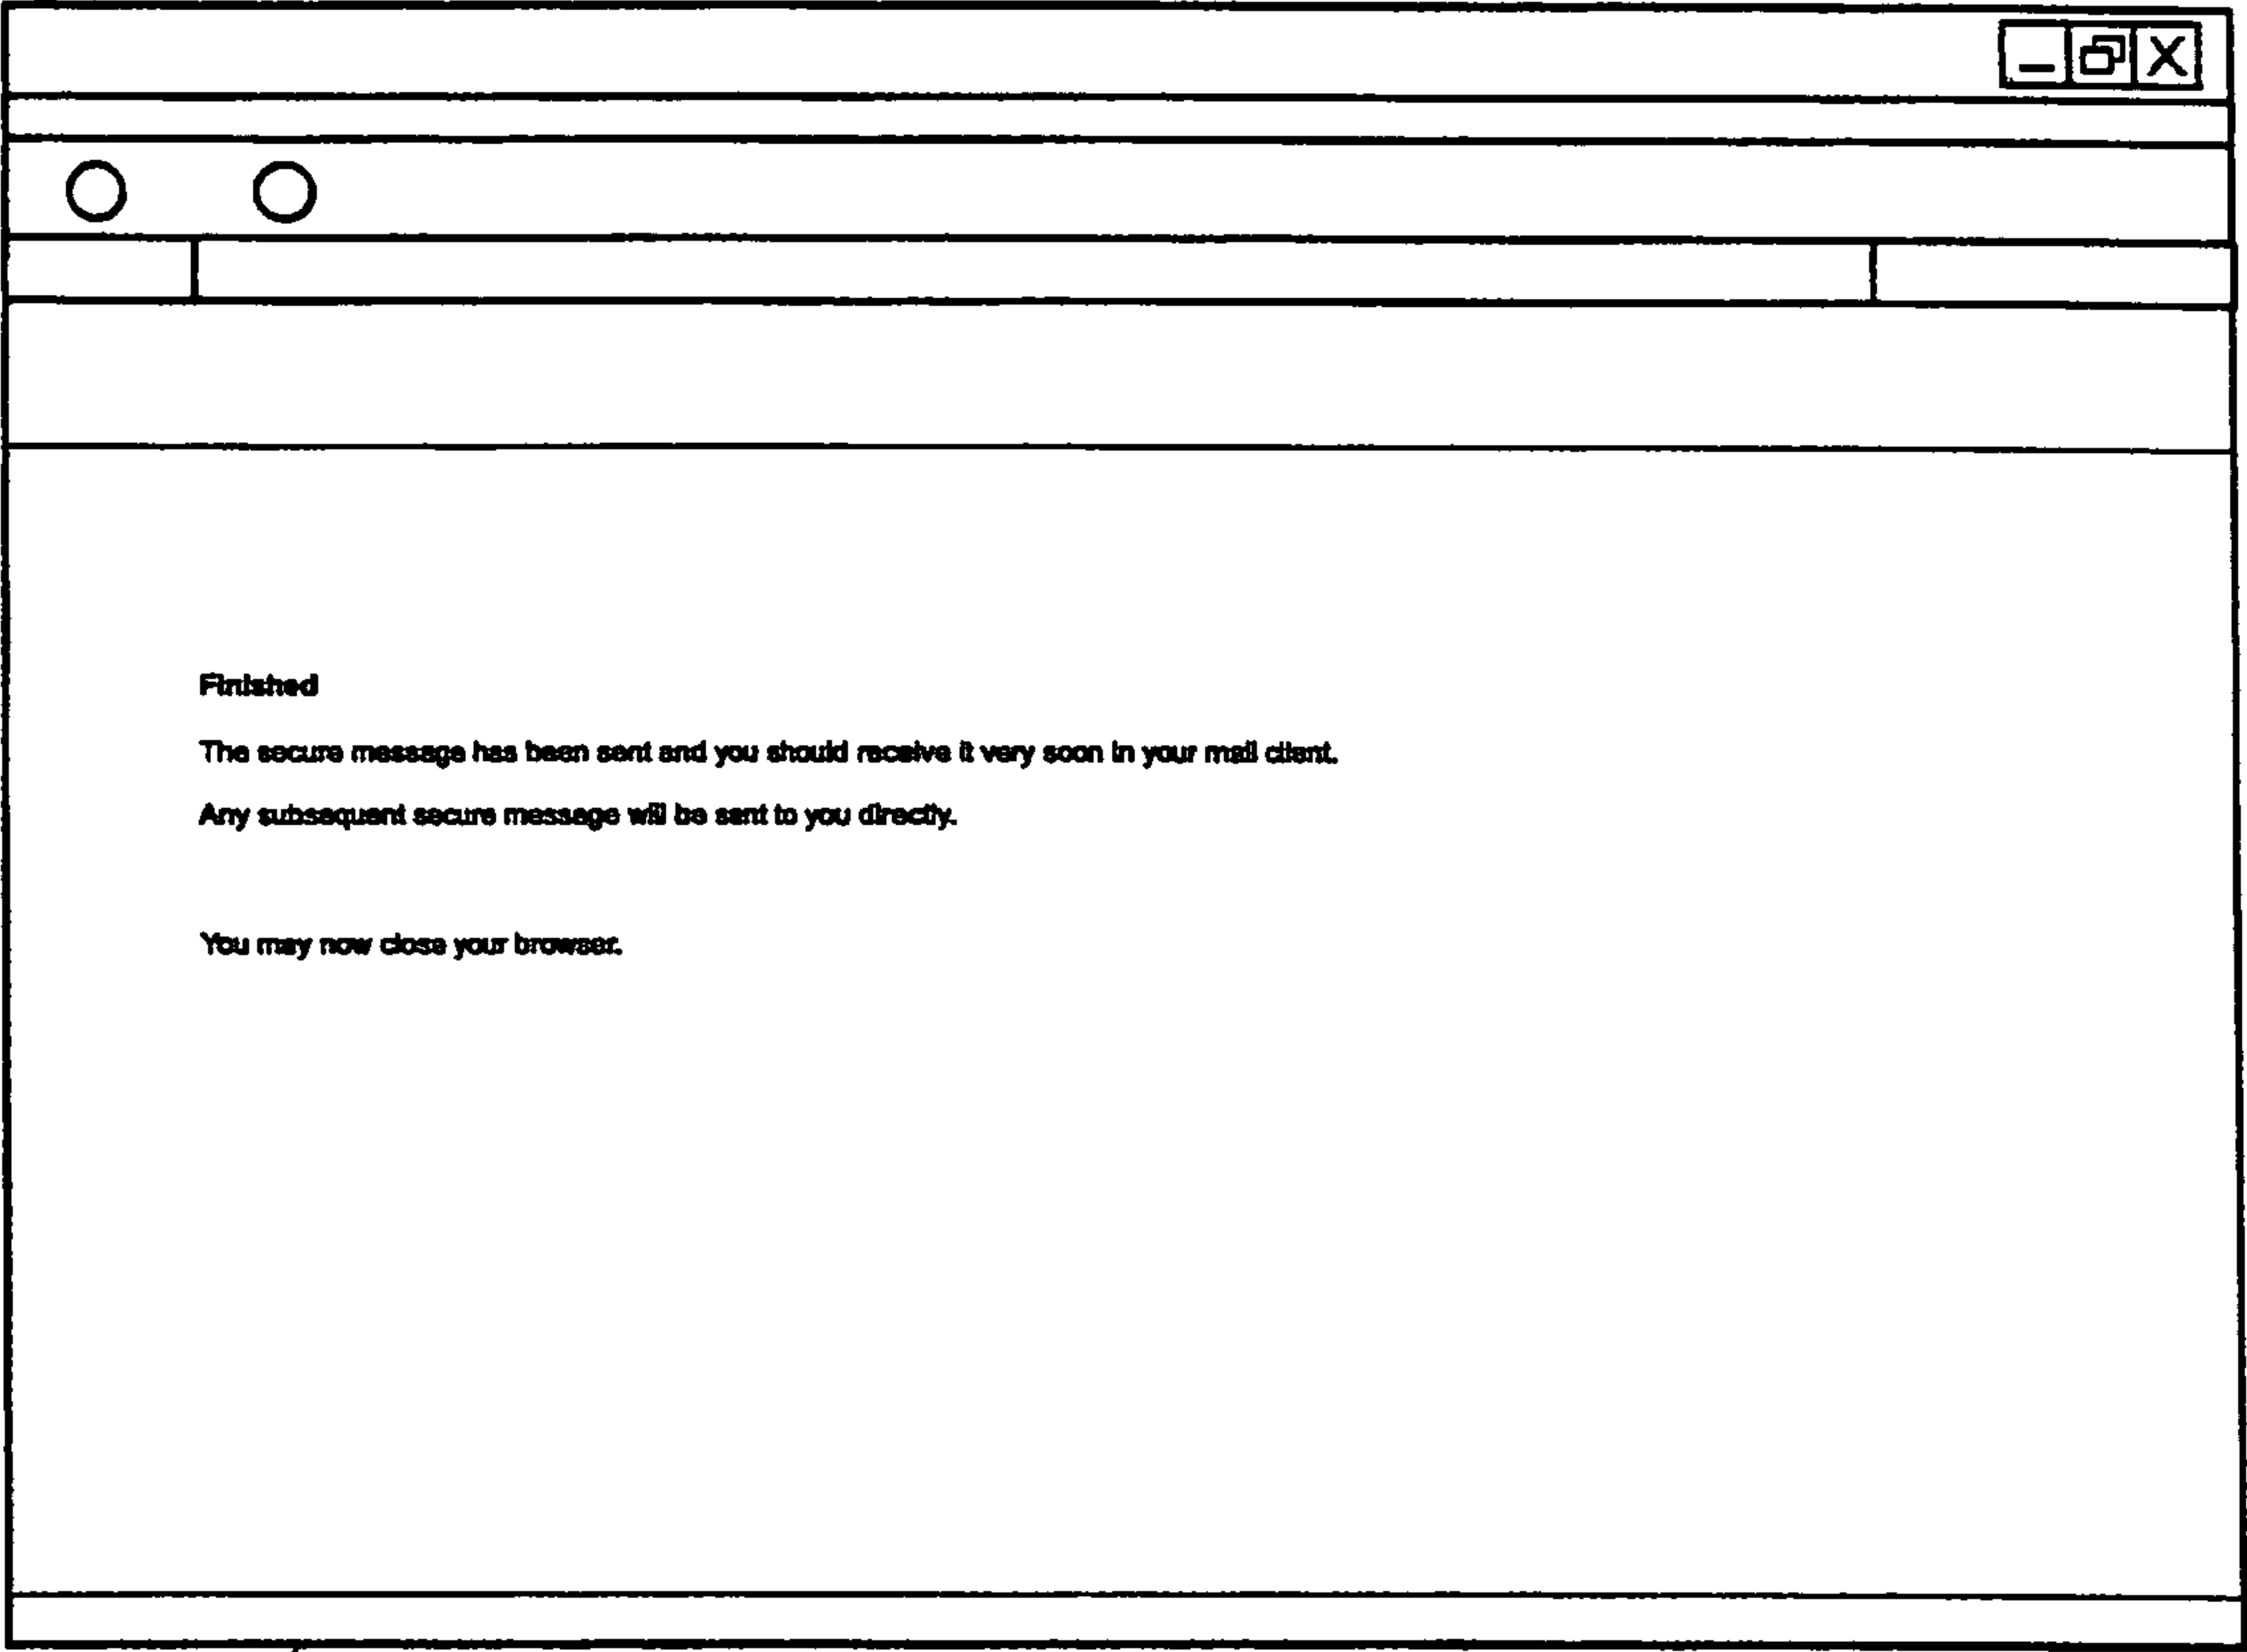 Finished
The secure message has been sent and you should receive it very soon in your mail client.
Any subsequent secure message will be sent to you directly.
You may now close your browser.